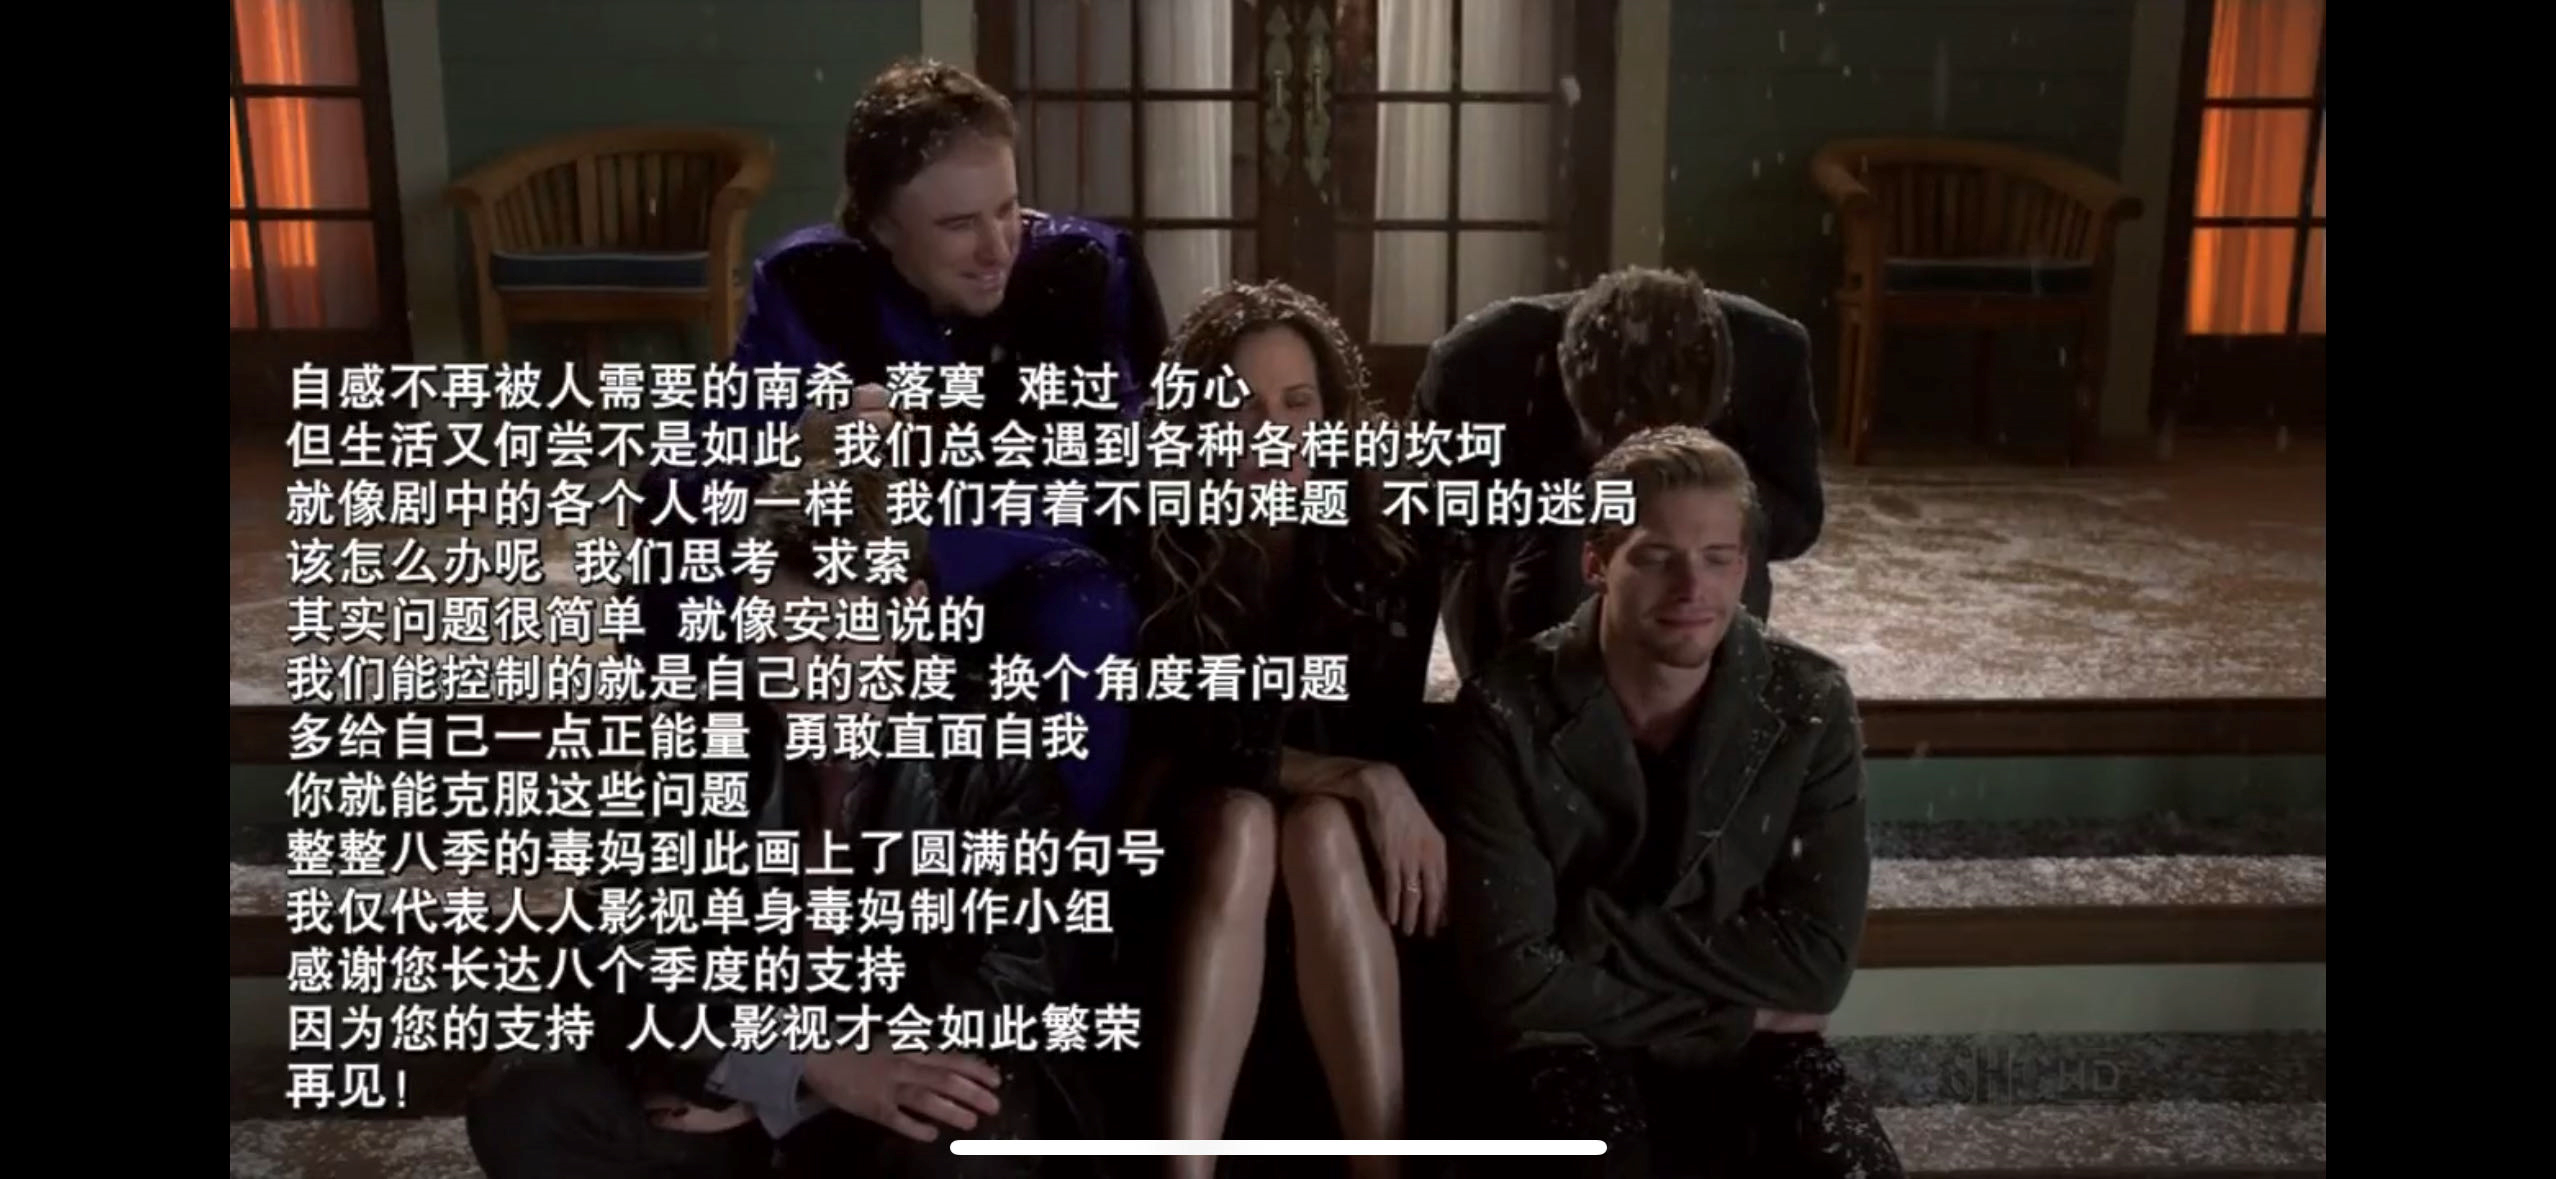 自感不再被人需要的南希 落寞 难过 伤心
但生活又何尝不是如此 我们总会遇到各种各样的坎坷
就像剧中的各个人物一样 我们有着不同的难题 不同的迷局
该怎么办呢 我们思考 求索
其实问题很简单 就像安迪说的
我们能控制的就是自己的态度 换个角度看问题
多给自己一点正能量 勇敢直面自我
你就能克服这些问题
整整八季的毒妈到此画上了圆满的句号
我仅代表人人影视单身毒妈制作小组
感谢您长达八个季度的支持
因为您的支持 人人影视才会如此繁荣
再见！
SHO HD